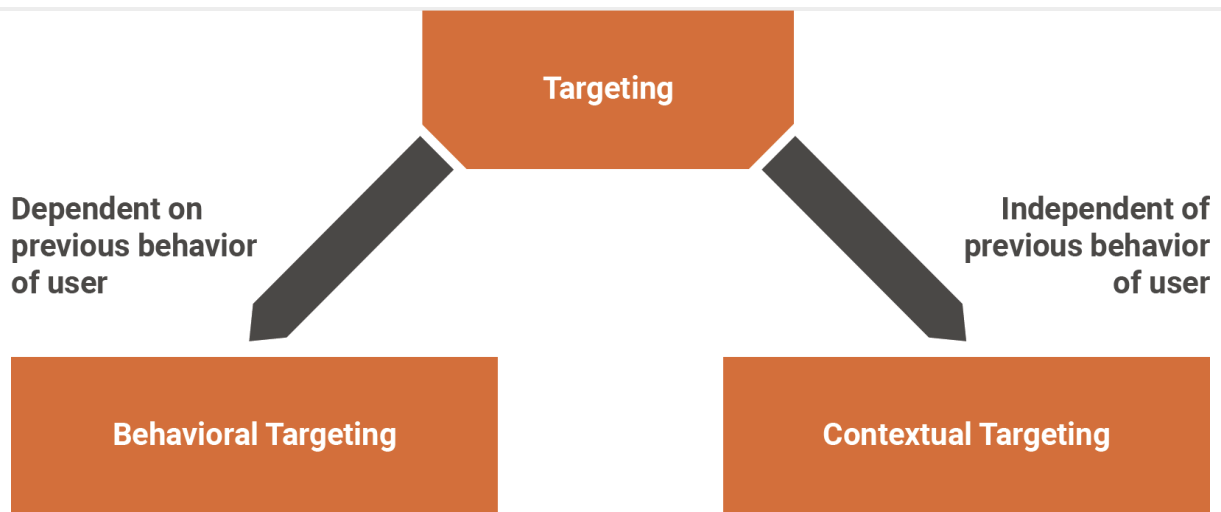 Targeting
Dependent on
previous behavior
of user
Independent of
previous behavior
of user
Behavioral Targeting
Contextual Targeting